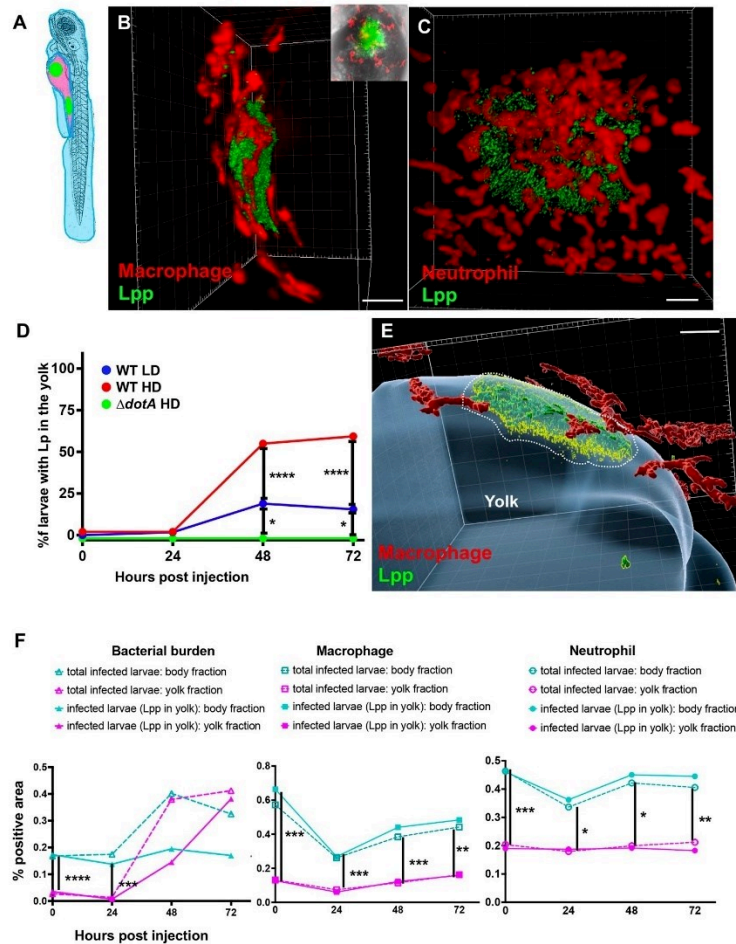 A
B
C
Macrophage
Lpp
Neutrophil
Lpp
D
100
75
50
25
0
%f larvae with Lp in the yolk
WT LD
WT HD
ΔdotA HD
****
****
*
*
0 24 48 72
Hours post injection
E
Yolk
Macrophage
Lpp
F
Bacterial burden
total infected larvae: body fraction
total infected larvae: yolk fraction
infected larvae (Lpp in yolk): body fraction
infected larvae (Lpp in yolk): yolk fraction
Macrophage
total infected larvae: body fraction
total infected larvae: yolk fraction
infected larvae (Lpp in yolk): body fraction
infected larvae (Lpp in yolk): yolk fraction
Neutrophil
total infected larvae: body fraction
total infected larvae: yolk fraction
infected larvae (Lpp in yolk): body fraction
infected larvae (Lpp in yolk): yolk fraction
% positive area
0.5
0.4
0.3
0.2
0.1
0.0
**** ***
0 24 48 72
Hours post injection
0.8
0.6
0.4
0.2
0.0
*** *** *** **
0 24 48 72
0.5
0.4
0.3
0.2
0.1
0.0
*** * * **
0 24 48 72